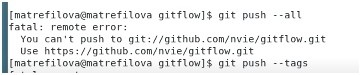 [matrefilova@matrefilova gitflow]$ git push --all
fatal: remote error:
  You can't push to git://github.com/nvie/gitflow.git
  Use https://github.com/nvie/gitflow.git
[matrefilova@matrefilova gitflow]$ git push --tags